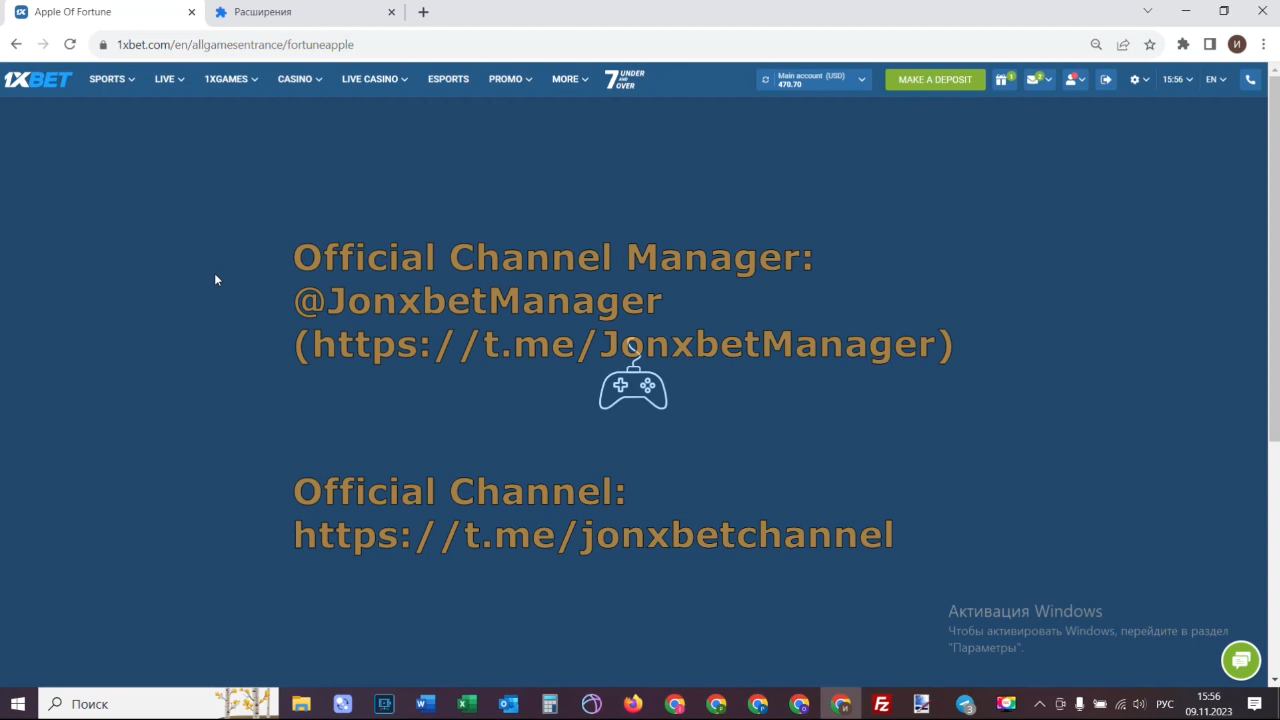 Apple Of Fortune
Расширения
1xbet.com/en/allgamesentrance/fortuneapple
И
1XBET
SPORTS
LIVE
1XGAMES
CASINO
LIVE CASINO
ESPORTS
PROMO
MORE
7 UNDER AND OVER
Main account (USD)
470.70
MAKE A DEPOSIT
1
2
15:56
EN
Official Channel Manager:
@JonxbetManager
(https://t.me/JonxbetManager)
Official Channel:
https://t.me/jonxbetchannel
Активация Windows
Чтобы активировать Windows, перейдите в раздел
"Параметры".
Поиск
РУС
15:56
09.11.2023